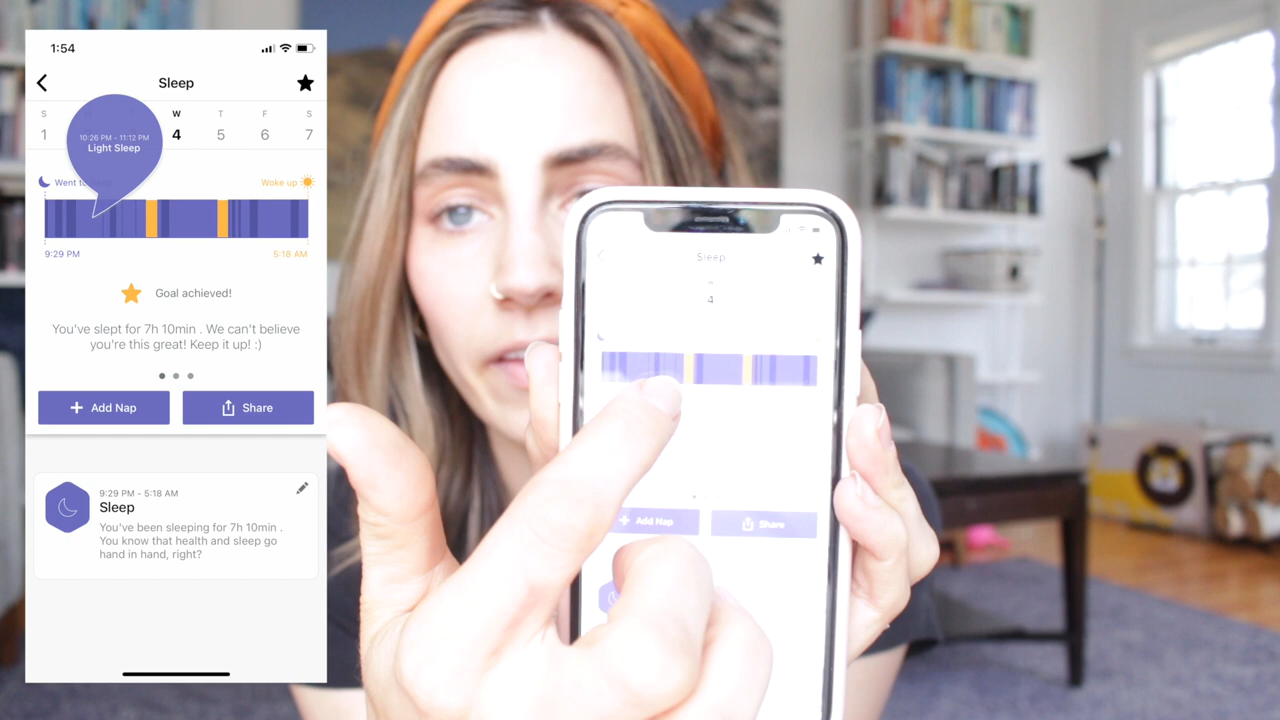 1:54
Sleep
S W T F S
1 4 5 6 7
10:26 PM - 11:12 PM
Light Sleep
Went to
Woke up
9:29 PM 5:18 AM
Goal achieved!
You've slept for 7h 10min . We can't believe
you're this great! Keep it up! :)
+ Add Nap Share
9:29 PM - 5:18 AM
Sleep
You've been sleeping for 7h 10min .
You know that health and sleep go
hand in hand, right?
Sleep
4
+ Add Nap Share